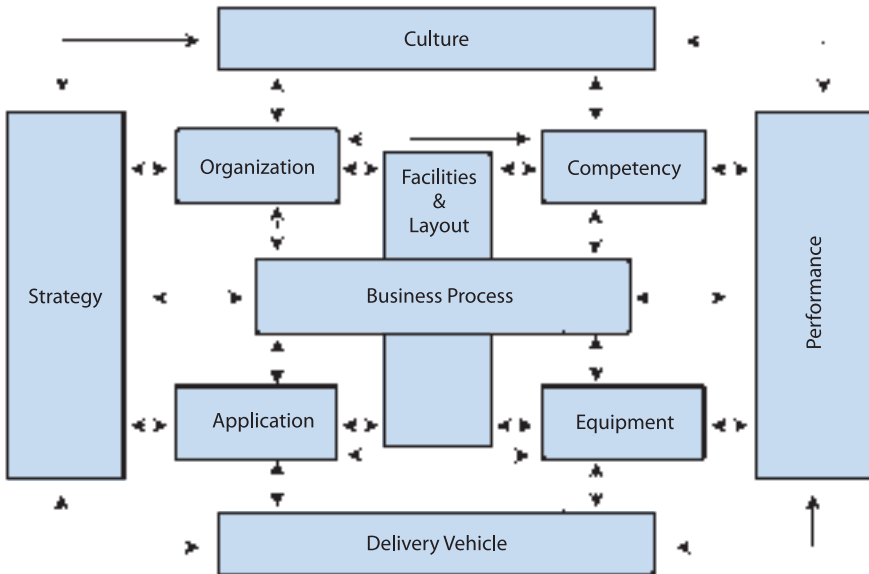 Culture
Organization
Facilities
&
Layout
Competency
Strategy
Business Process
Performance
Application
Equipment
Delivery Vehicle